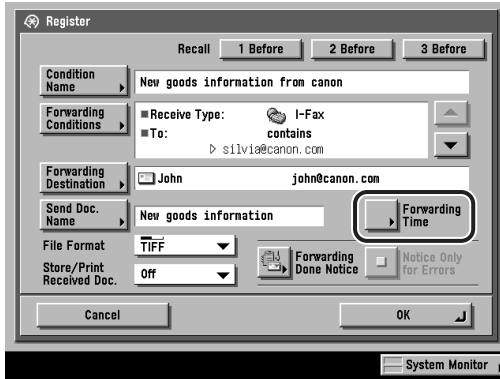 Register
Recall 1 Before 2 Before 3 Before
Condition Name New goods information from canon
Forwarding Conditions
Receive Type: I-Fax
To: contains
silvia@canon.com
Forwarding Destination John john@canon.com
Send Doc. Name New goods information
Forwarding Time
File Format TIFF
Forwarding Done Notice
Notice Only for Errors
Store/Print Received Doc. Off
Cancel OK
System Monitor